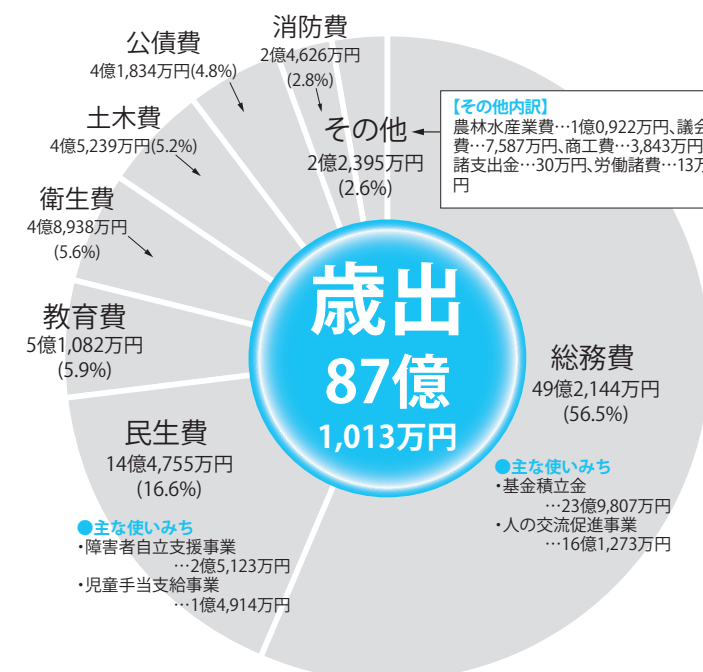 消防費
2億4,626万円
(2.8%)
公債費
4億1,834万円(4.8%)
土木費
4億5,239万円(5.2%)
衛生費
4億8,938万円
(5.6%)
教育費
5億1,082万円
(5.9%)
民生費
14億4,755万円
(16.6%)
●主な使いみち
・障害者自立支援事業
…2億5,123万円
・児童手当支給事業
…1億4,914万円
その他
2億2,395万円
(2.6%)
【その他内訳】
農林水産業費…1億0,922万円、議会
費…7,587万円、商工費…3,843万円
諸支出金…30万円、労働諸費…13万
円
歳出
87億
1,013万円
総務費
49億2,144万円
(56.5%)
●主な使いみち
・基金積立金
…23億9,807万円
・人の交流促進事業
…16億1,273万円